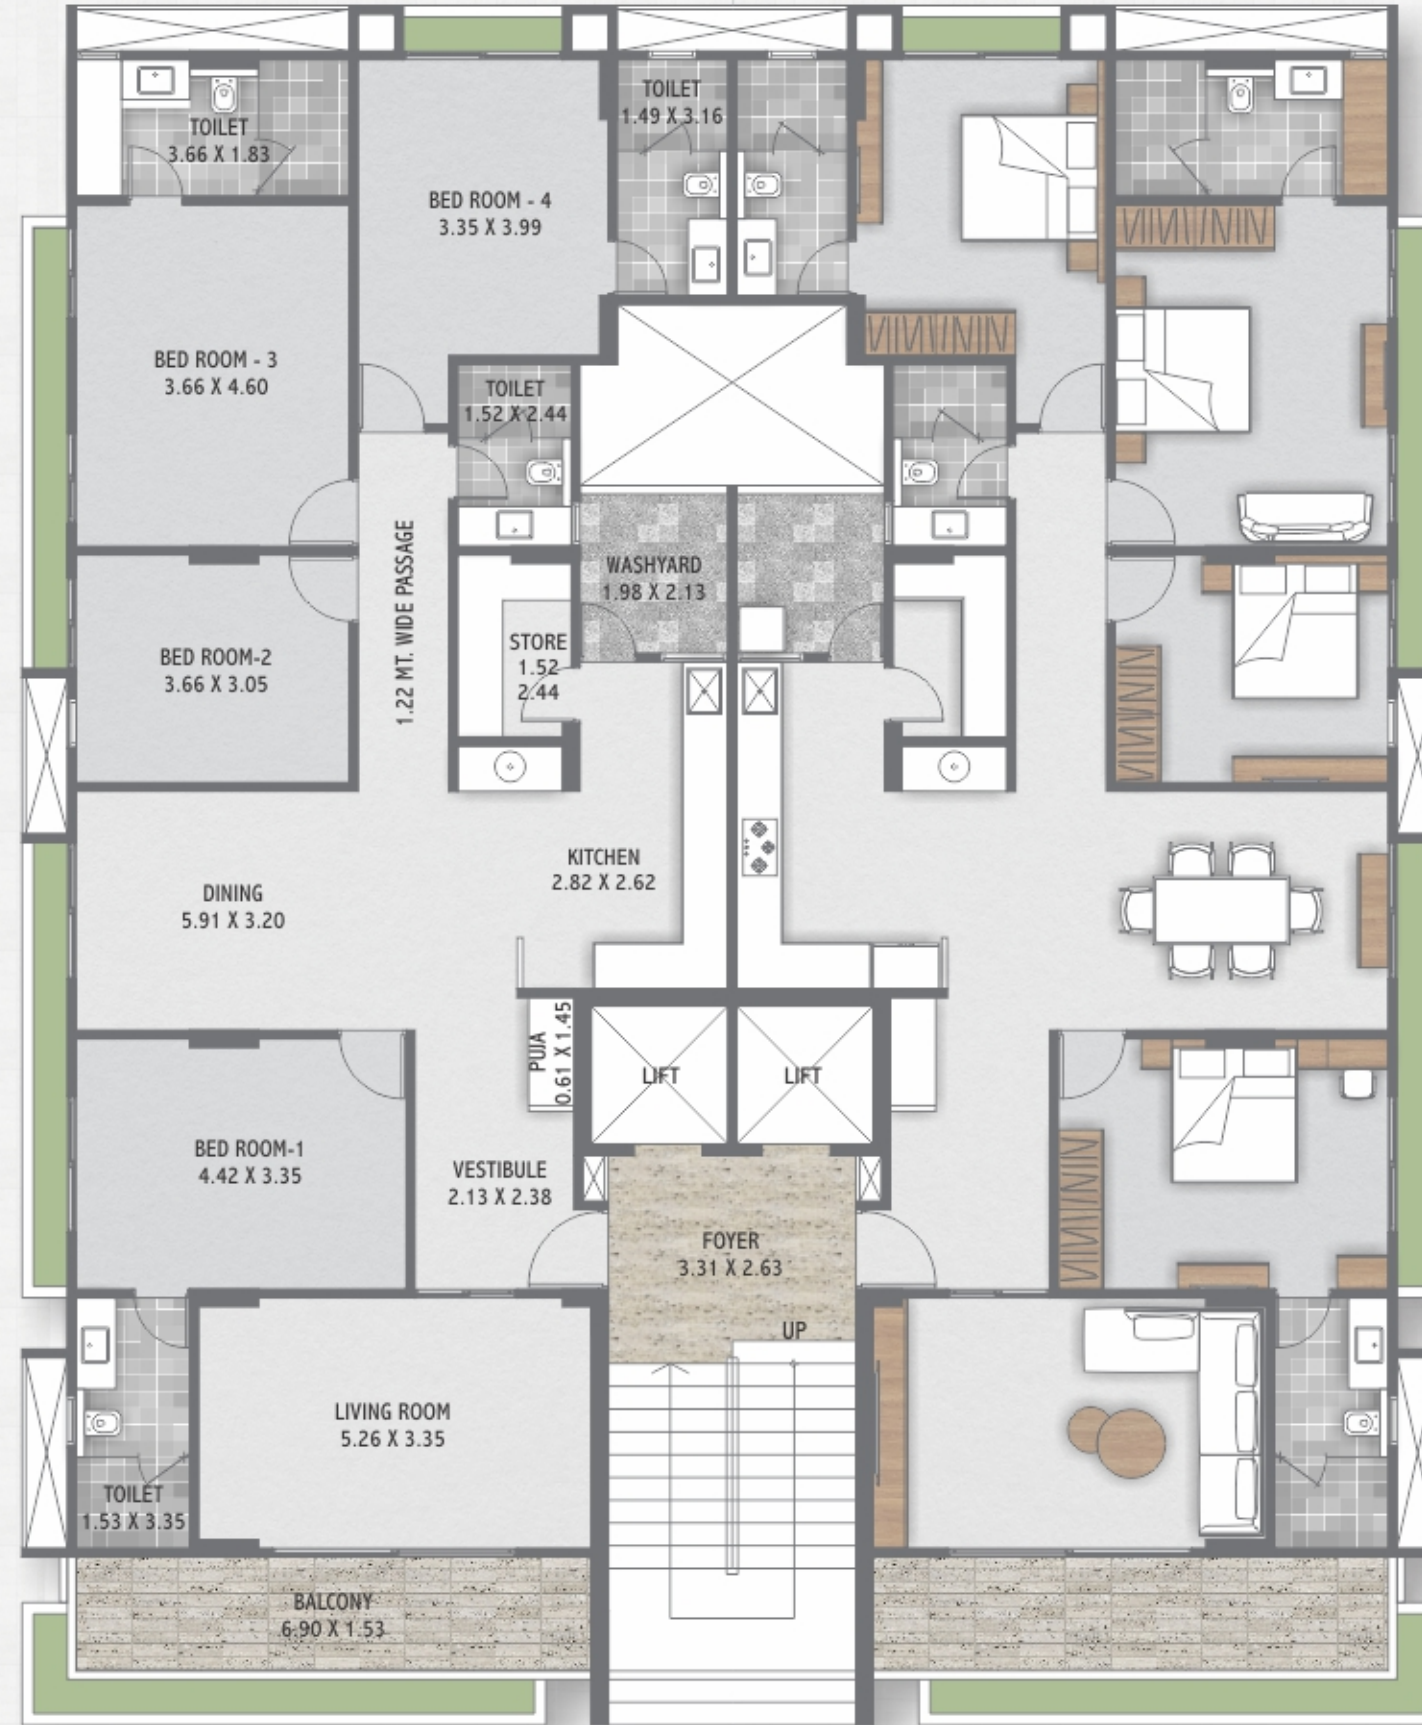 TOILET
3.66 X 1.83
TOILET
1.49 X 3.16
BED ROOM - 4
3.35 X 3.99
BED ROOM - 3
3.66 X 4.60
TOILET
1.52 X 2.44
1.22 MT. WIDE PASSAGE
WASHYARD
1.98 X 2.13
STORE
1.52
2.44
BED ROOM-2
3.66 X 3.05
KITCHEN
2.82 X 2.62
DINING
5.91 X 3.20
PUJA
0.61 X 1.45
LIFT
LIFT
BED ROOM-1
4.42 X 3.35
VESTIBULE
2.13 X 2.38
FOYER
3.31 X 2.63
UP
LIVING ROOM
5.26 X 3.35
TOILET
1.53 X 3.35
BALCONY
6.90 X 1.53